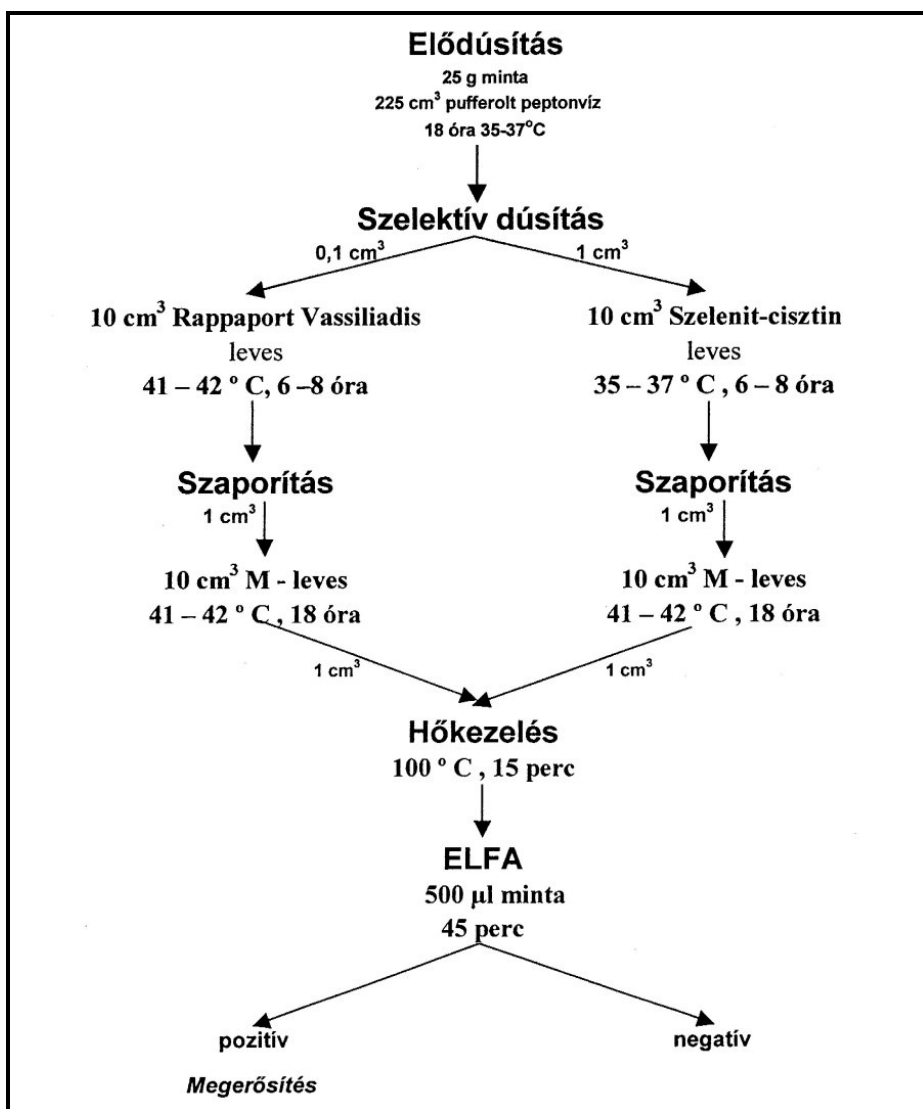 Elődúsítás
25 g minta
225 cm³ pufferolt peptonvíz
18 óra 35-37°C
Szelektív dúsítás
0,1 cm³
1 cm³
10 cm³ Rappaport Vassiliadis
leves
41 – 42 º C, 6 –8 óra
10 cm³ Szelenit-cisztin
leves
35 – 37 º C , 6 – 8 óra
Szaporítás
1 cm³
Szaporítás
1 cm³
10 cm³ M - leves
41 – 42 º C , 18 óra
10 cm³ M - leves
41 – 42 º C , 18 óra
1 cm³
1 cm³
Hőkezelés
100 º C , 15 perc
ELFA
500 µl minta
45 perc
pozitív
negatív
Megerősítés